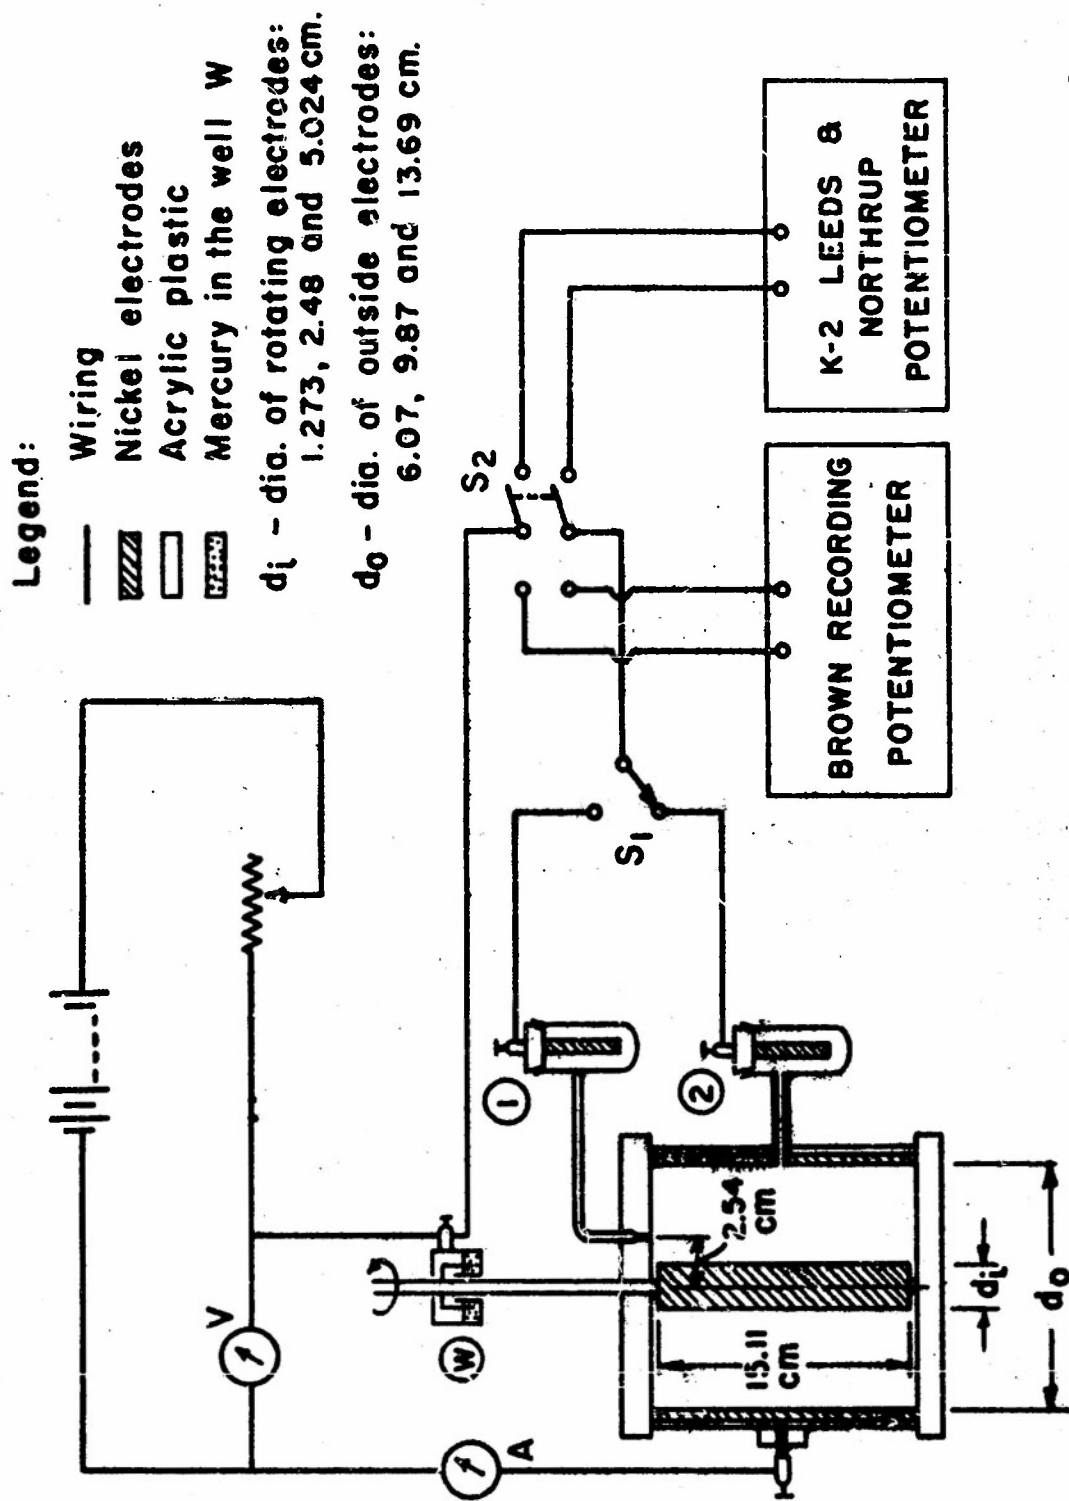 Legend:
Wiring
Nickel electrodes
Acrylic plastic
Mercury in the well W
di - dia. of rotating electrodes:
1.273, 2.48 and 5.024 cm.
do - dia. of outside electrodes:
6.07, 9.87 and 13.69 cm.
V
A
W
1
2
S1
S2
2.54
cm
15.11
cm
di
do
BROWN RECORDING
POTENTIOMETER
K-2 LEEDS &
NORTHRUP
POTENTIOMETER